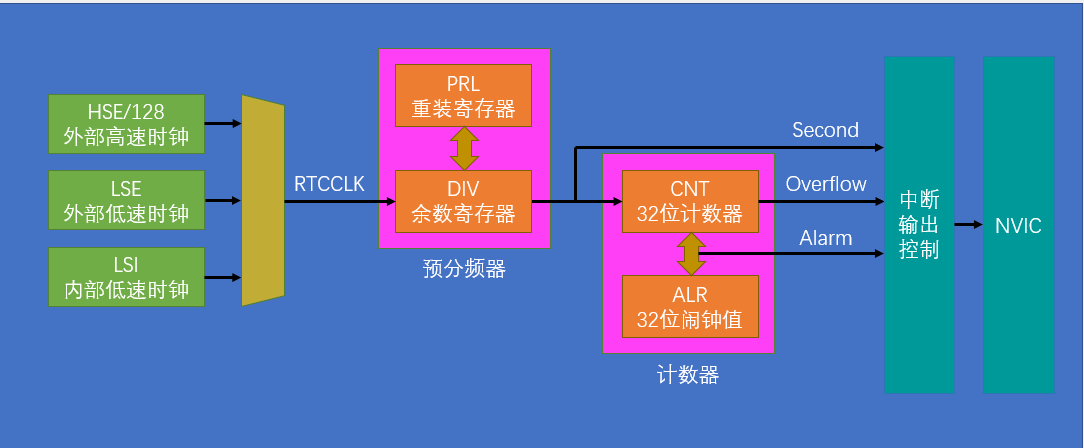 HSE/128
外部高速时钟
LSE
外部低速时钟
LSI
内部低速时钟
RTCCLK
PRL
重装寄存器
DIV
余数寄存器
预分频器
CNT
32位计数器
ALR
32位闹钟值
计数器
Second
Overflow
Alarm
中断
输出
控制
NVIC